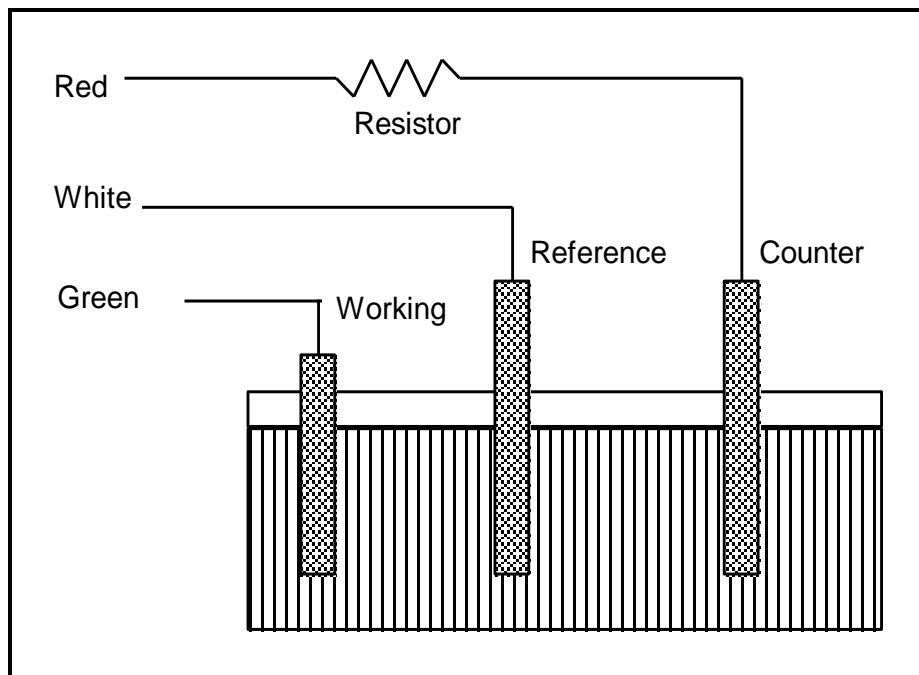 Red
Resistor
White
Reference
Counter
Green
Working